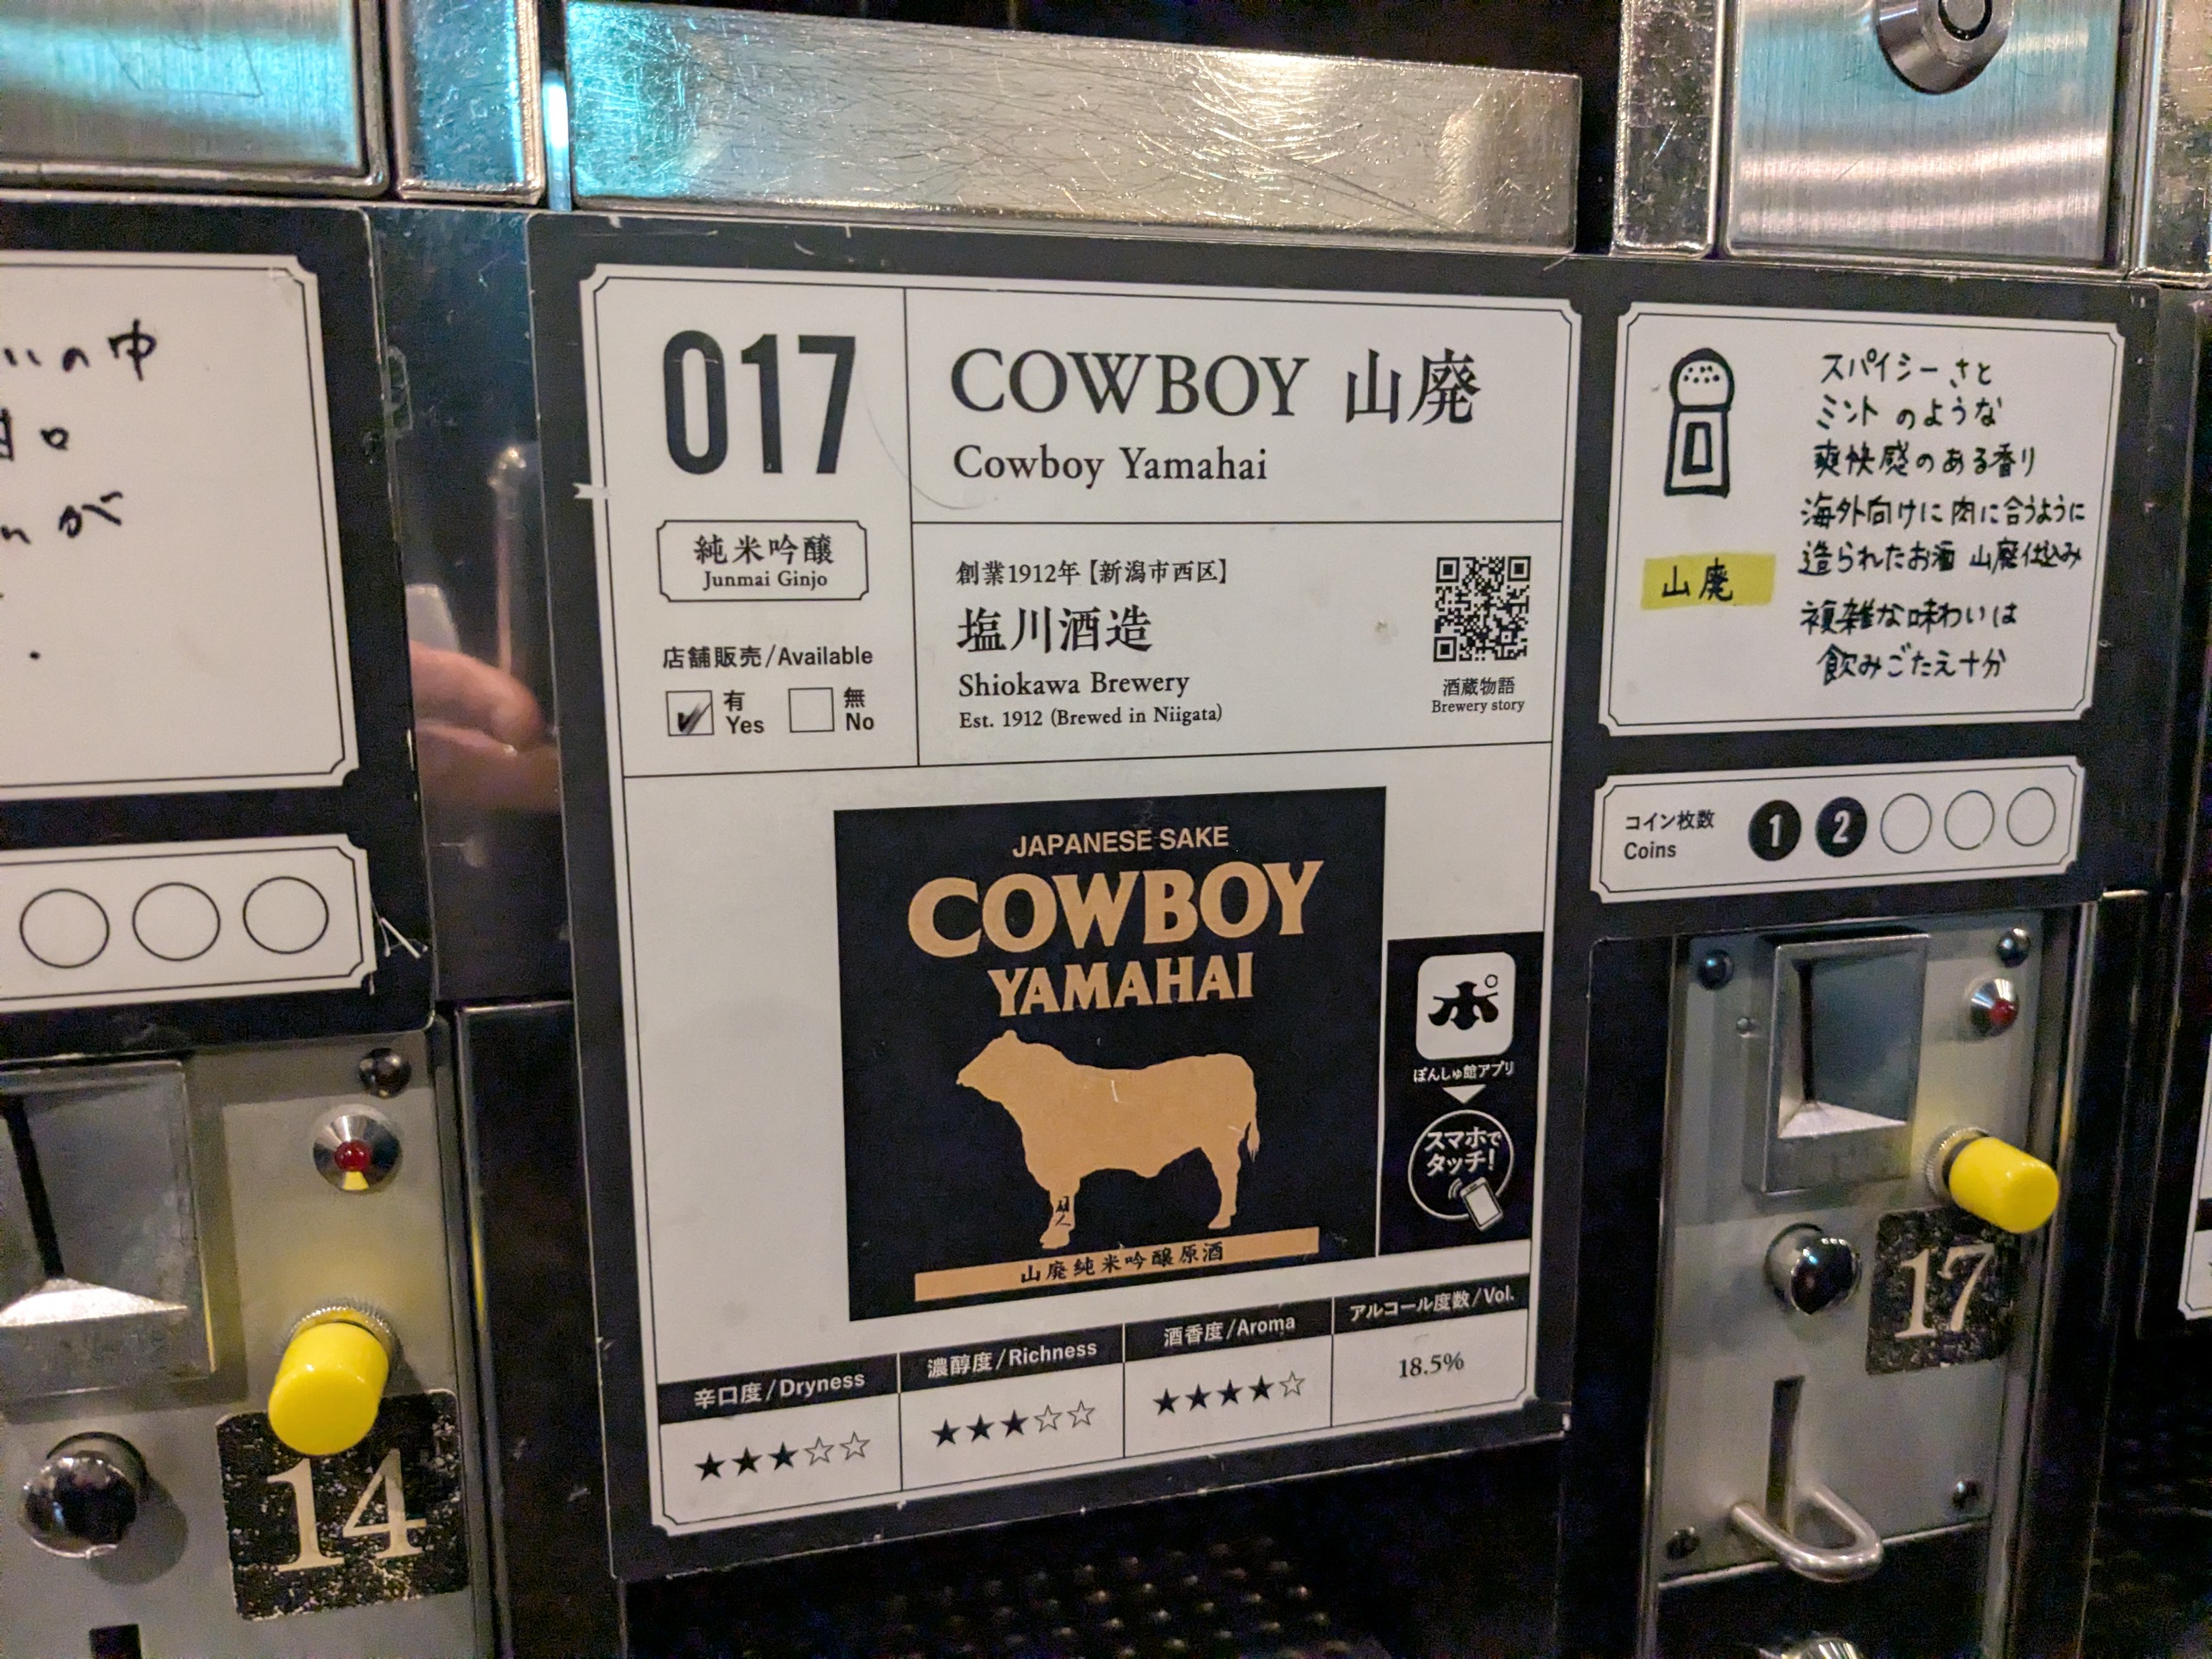 いの中
甘口
が
017
純米吟醸
Junmai Ginjo
店舗販売/Available
有
Yes
無
No
COWBOY 山廃
Cowboy Yamahai
創業1912年【新潟市西区】
塩川酒造
Shiokawa Brewery
Est. 1912 (Brewed in Niigata)
酒蔵物語
Brewery story
JAPANESE SAKE
COWBOY
YAMAHAI
山廃純米吟醸原酒
ポ
ぽんしゅ館アプリ
スマホで
タッチ!
辛口度/Dryness
★★★☆☆
濃醇度/Richness
★★★☆☆
酒香度/Aroma
★★★★☆
アルコール度数/Vol.
18.5%
山廃
スパイシーさと
ミントのような
爽快感のある香り
海外向けに肉に合うように
造られたお酒 山廃仕込み
複雑な味わいは
飲みごたえ十分
コイン枚数
Coins
1 2
14
17